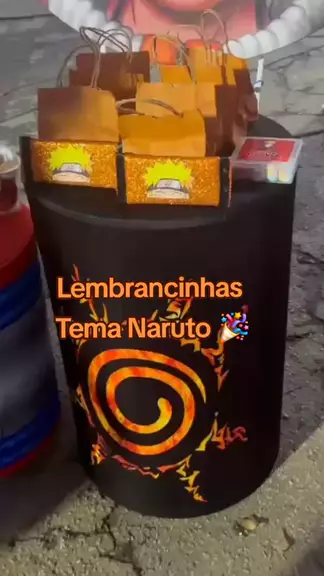 Lembrancinhas
Tema Naruto 🎉